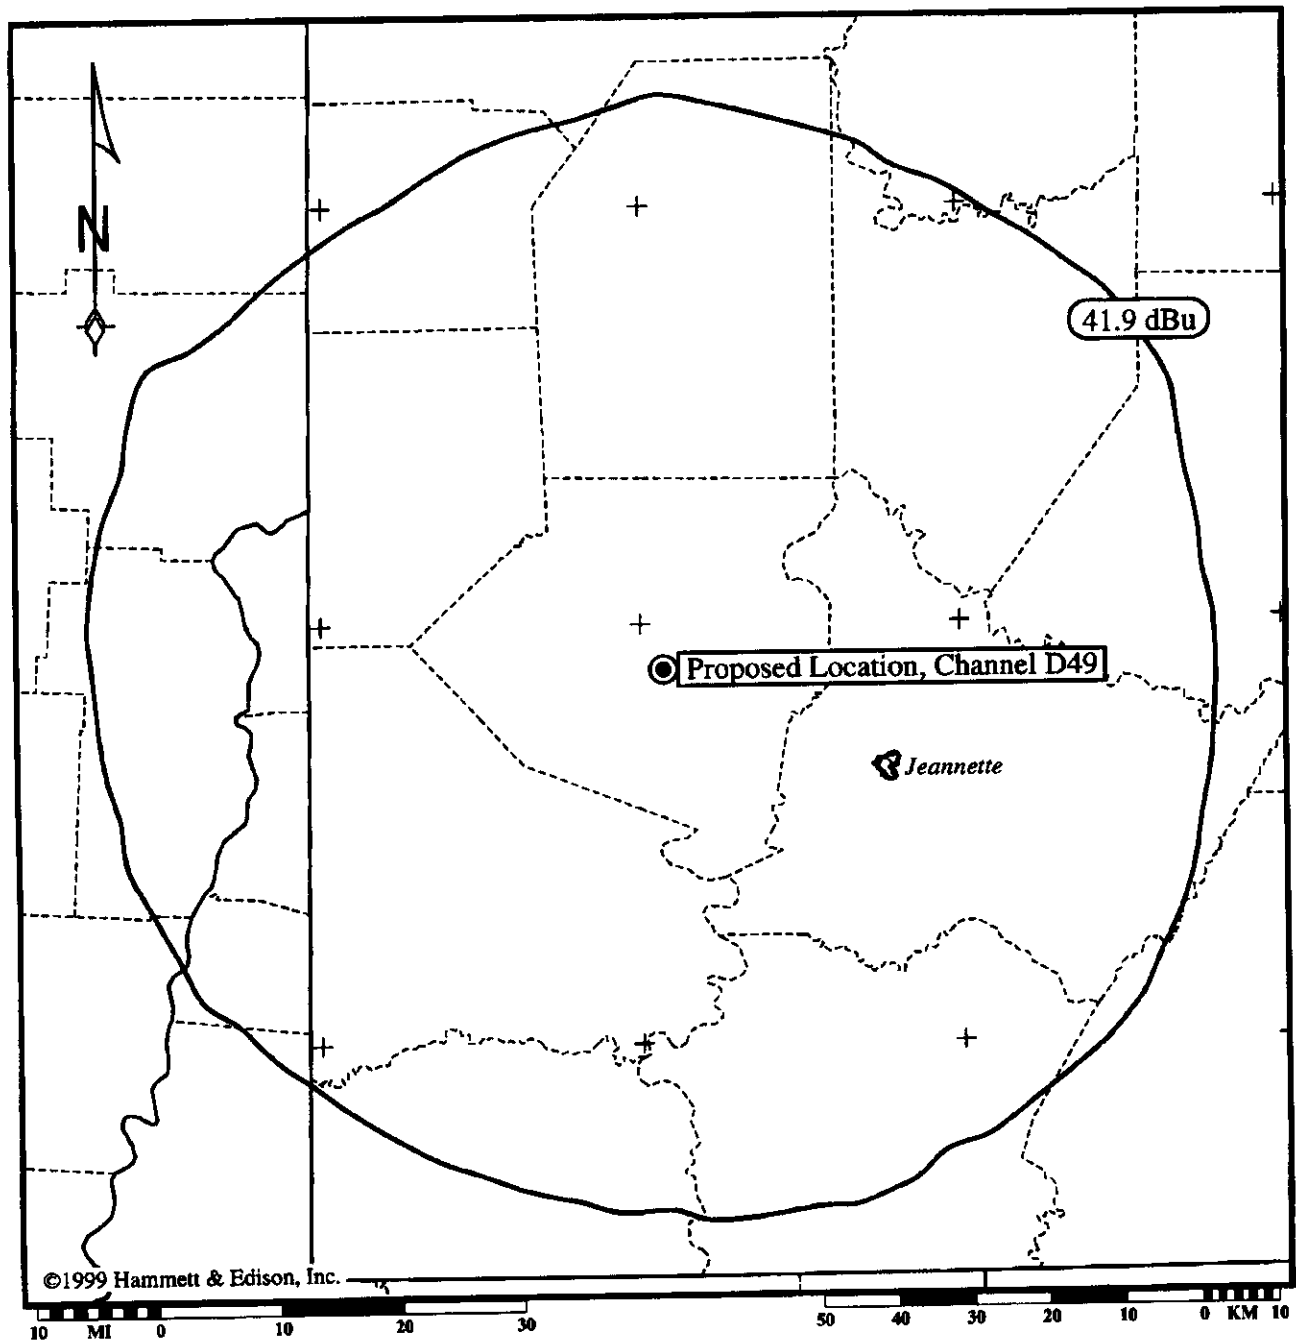 N
41.9 dBu
Proposed Location, Channel D49
Jeannette
©1999 Hammett & Edison, Inc.
10 MI 0 10 20 30
50 40 30 20 10 0 KM 10